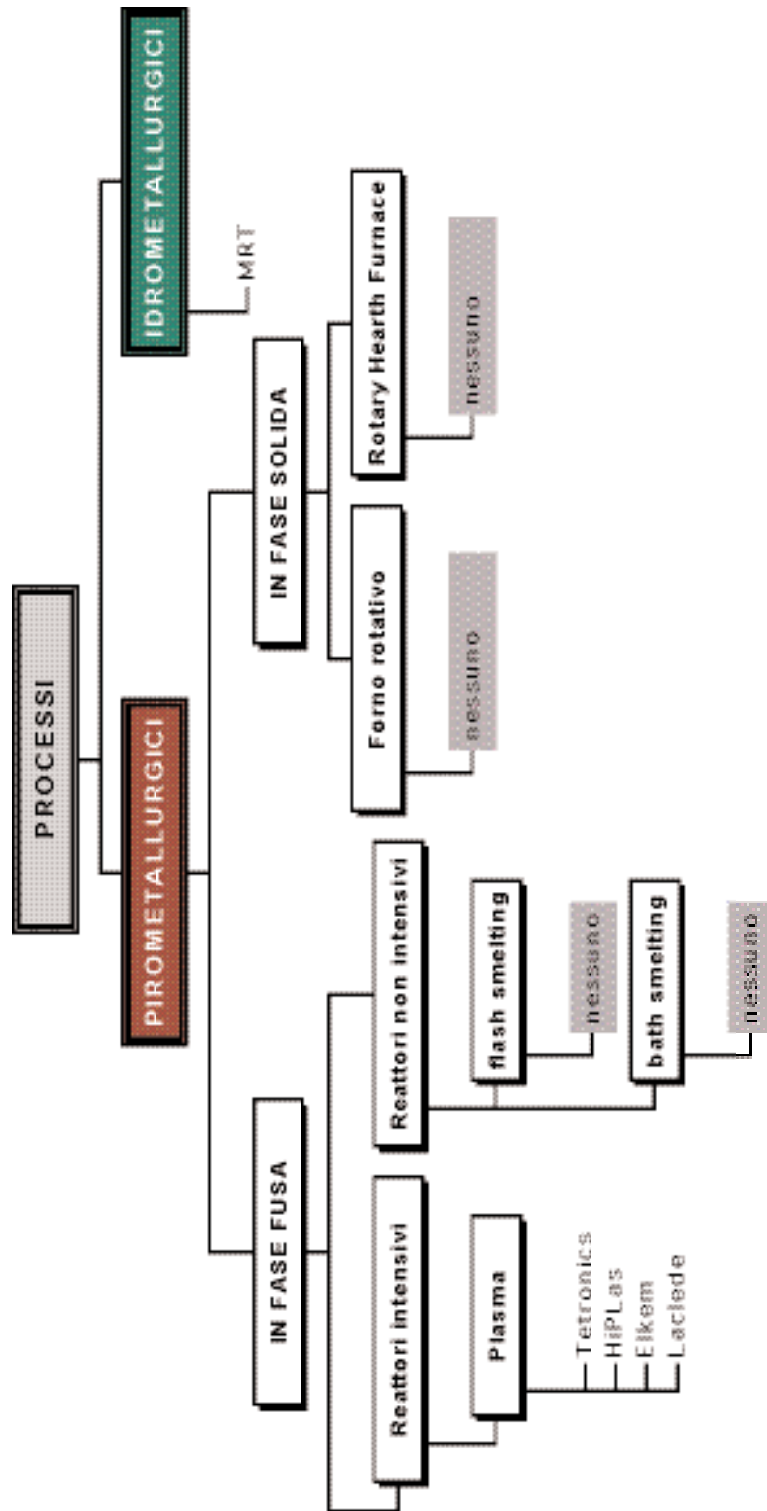 PROCESSI
PIROMETALLURGICI
IDROMETALLURGICI
MRT
IN FASE FUSA
IN FASE SOLIDA
Reattori intensivi
Reattori non intensivi
Forno rotativo
Rotary Hearth Furnace
Plasma
flash smelting
nessuno
nessuno
Tetronics
HiPLas
Elkem
Laclede
nessuno
bath smelting
nessuno